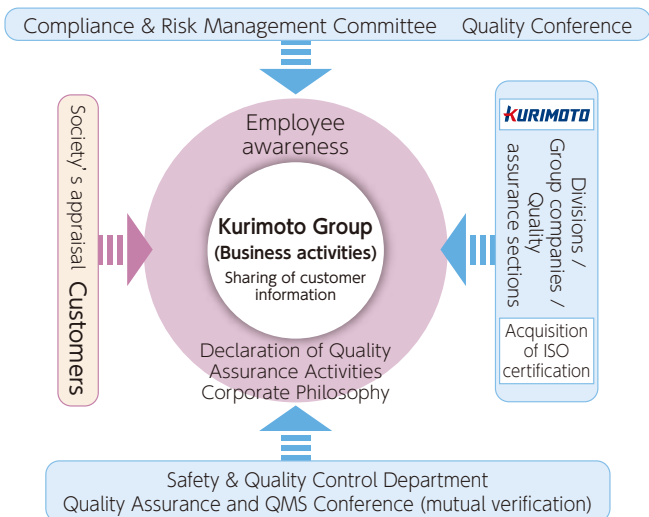 Compliance & Risk Management Committee Quality Conference
Employee
awareness
Society's appraisal Customers
Kurimoto Group
(Business activities)
Sharing of customer
information
KURIMOTO
Divisions /
Group companies /
Quality
assurance sections
Acquisition
of ISO
certification
Declaration of Quality
Assurance Activities
Corporate Philosophy
Safety & Quality Control Department
Quality Assurance and QMS Conference (mutual verification)